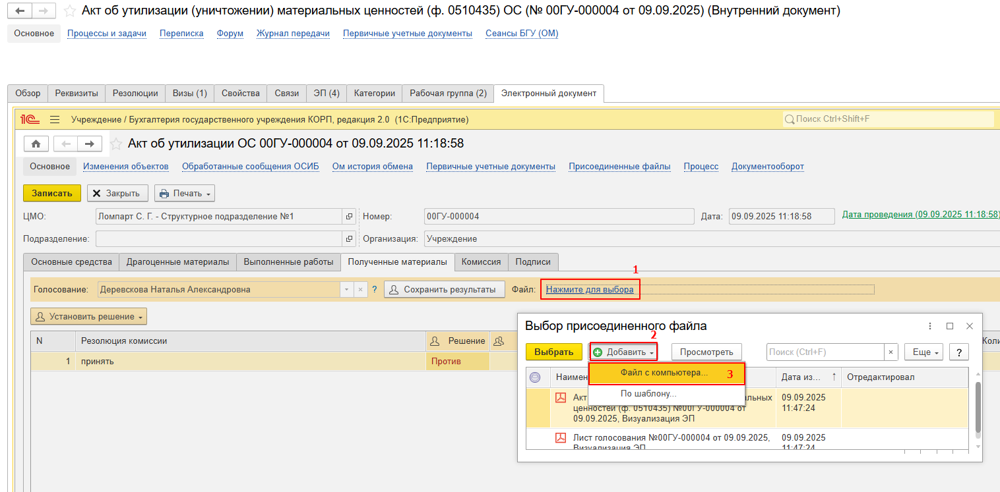 Акт об утилизации (уничтожении) материальных ценностей (ф. 0510435) ОС (№ 00ГУ-000004 от 09.09.2025) (Внутренний документ)
Основное Процессы и задачи Переписка Форум Журнал передачи Первичные учетные документы Сеансы БГУ (ОМ)
Обзор Реквизиты Резолюции Визы (1) Свойства Связи ЭП (4) Категории Рабочая группа (2) Электронный документ
1С Учреждение / Бухгалтерия государственного учреждения КОРП, редакция 2.0 (1С:Предприятие) Поиск Ctrl+Shift+F
Акт об утилизации ОС 00ГУ-000004 от 09.09.2025 11:18:58
Основное Изменения объектов Обработанные сообщения ОСИБ Ом история обмена Первичные учетные документы Присоединенные файлы Процесс Документооборот
Записать Закрыть Печать
ЦМО: Ломпарт С. Г. - Структурное подразделение №1 Номер: 00ГУ-000004 Дата: 09.09.2025 11:18:58 Дата проведения (09.09.2025 11:18:58)
Подразделение: Организация: Учреждение
Основные средства Драгоценные материалы Выполненные работы Полученные материалы Комиссия Подписи
1
Голосование: Деревскова Наталья Александровна ? Сохранить результаты Файл: Нажмите для выбора
Установить решение
N Резолюция комиссии Решение Коли
1 принять Против
Выбор присоединенного файла
2
Выбрать Добавить Просмотреть Поиск (Ctrl+F) × Еще ?
Файл с компьютера... 3
По шаблону...
Наимен Дата из... ↑ Отредактировал
Акт льных 09.09.2025
ценностей (ф. 0510435) №00ГУ-000004 от 11:47:24
09.09.2025, Визуализация ЭП
Лист голосования №00ГУ-000004 от 09.09.2025, 09.09.2025
Визуализация ЭП 11:47:24